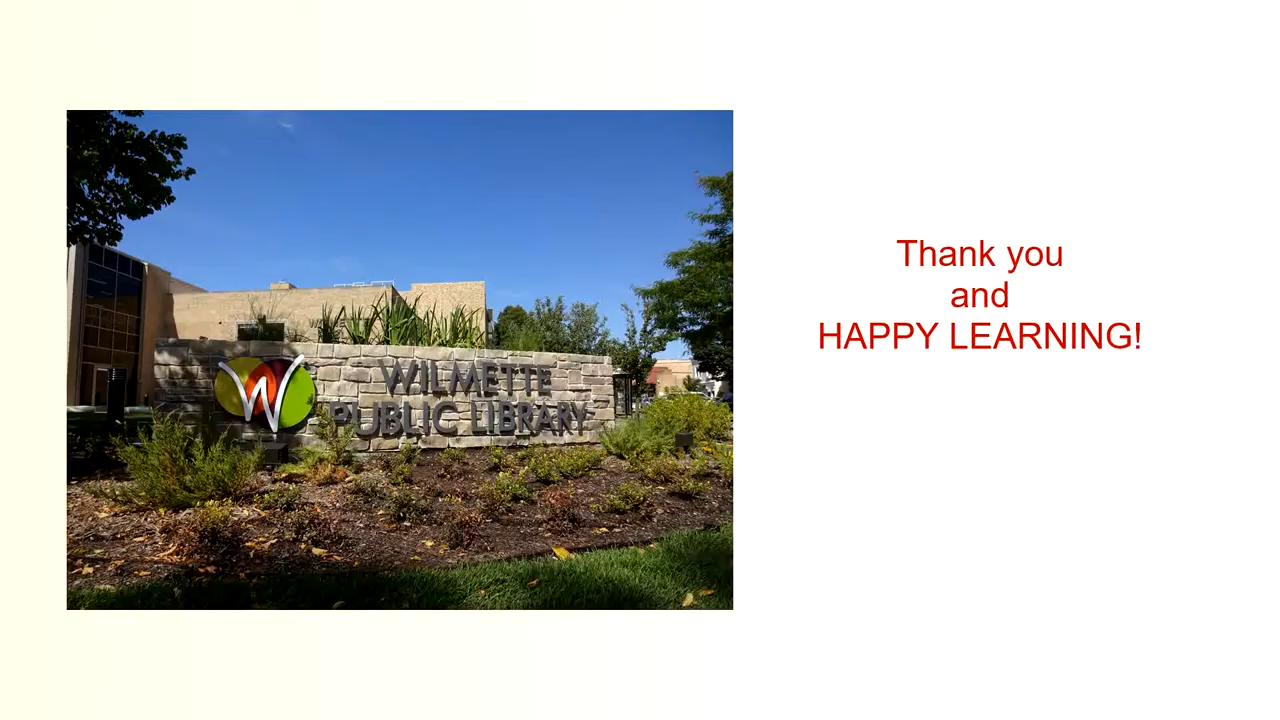 W
WILMETTE
PUBLIC LIBRARY
Thank you
and
HAPPY LEARNING!